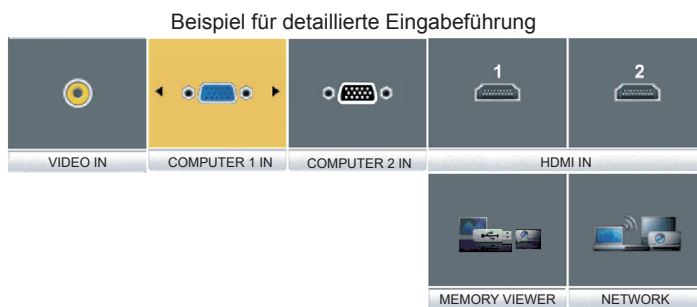 Beispiel für detaillierte Eingabeführung
1 2
VIDEO IN COMPUTER 1 IN COMPUTER 2 IN HDMI IN
MEMORY VIEWER NETWORK